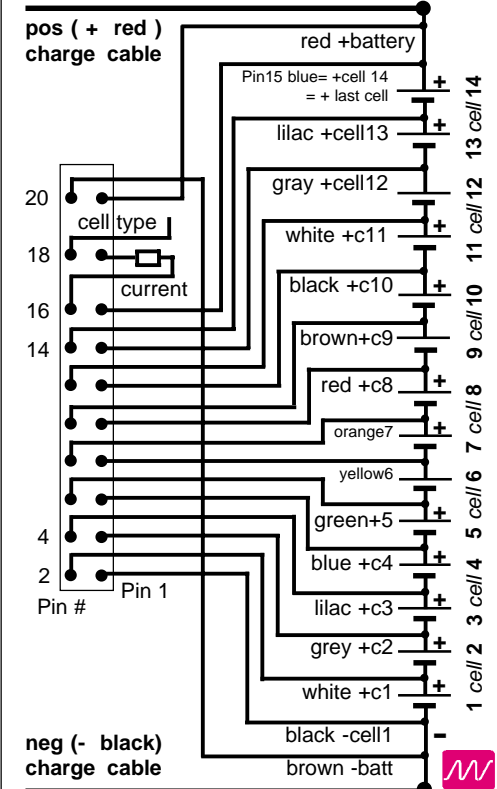 pos ( + red )
charge cable
red +battery
Pin15 blue= +cell 14
= + last cell
+
lilac +cell13
+
gray +cell12
white +c11
+
black +c10
+
brown+c9
red +c8
+
orange7
+
yellow6
green+5
+
blue +c4
+
lilac +c3
+
grey +c2
+
white +c1
+
black -cell1
-
brown -batt
neg (- black)
charge cable
20
cell type
18
current
16
14
4
2
Pin 1
Pin #
13 cell 14
11 cell 12
9 cell 10
7 cell 8
5 cell 6
3 cell 4
1 cell 2